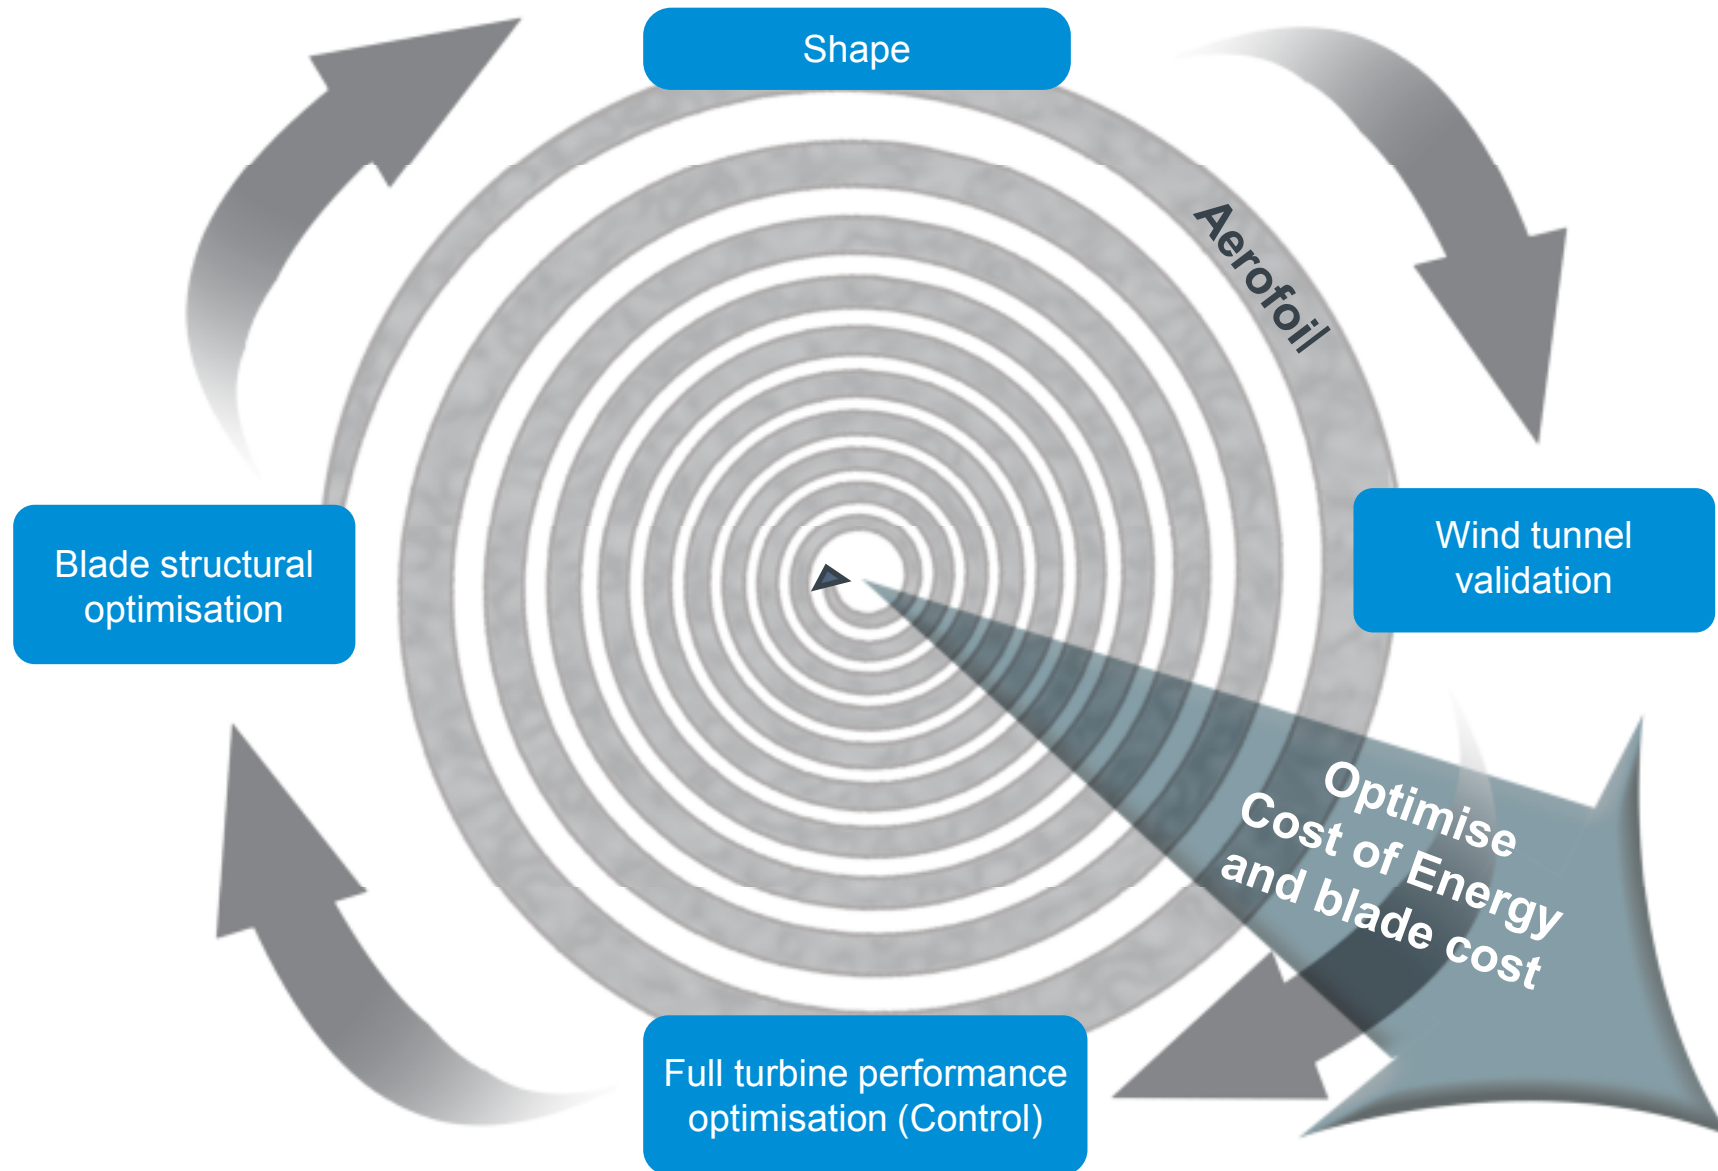 Shape
Aerofoil
Wind tunnel
validation
Blade structural
optimisation
Optimise
Cost of Energy
and blade cost
Full turbine performance
optimisation (Control)